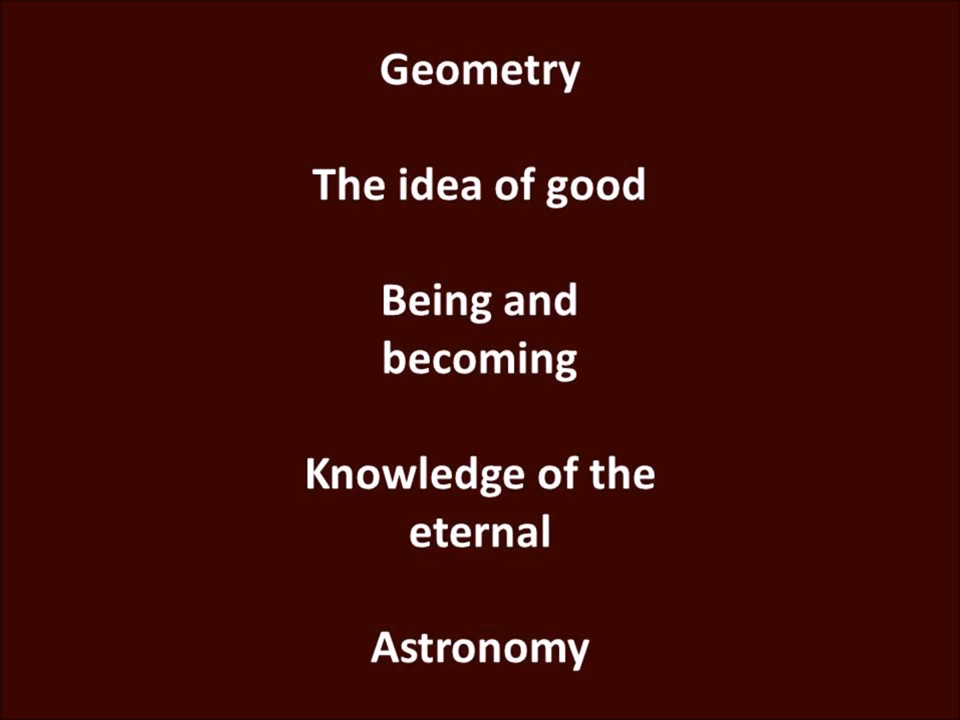 Geometry
The idea of good
Being and
becoming
Knowledge of the
eternal
Astronomy